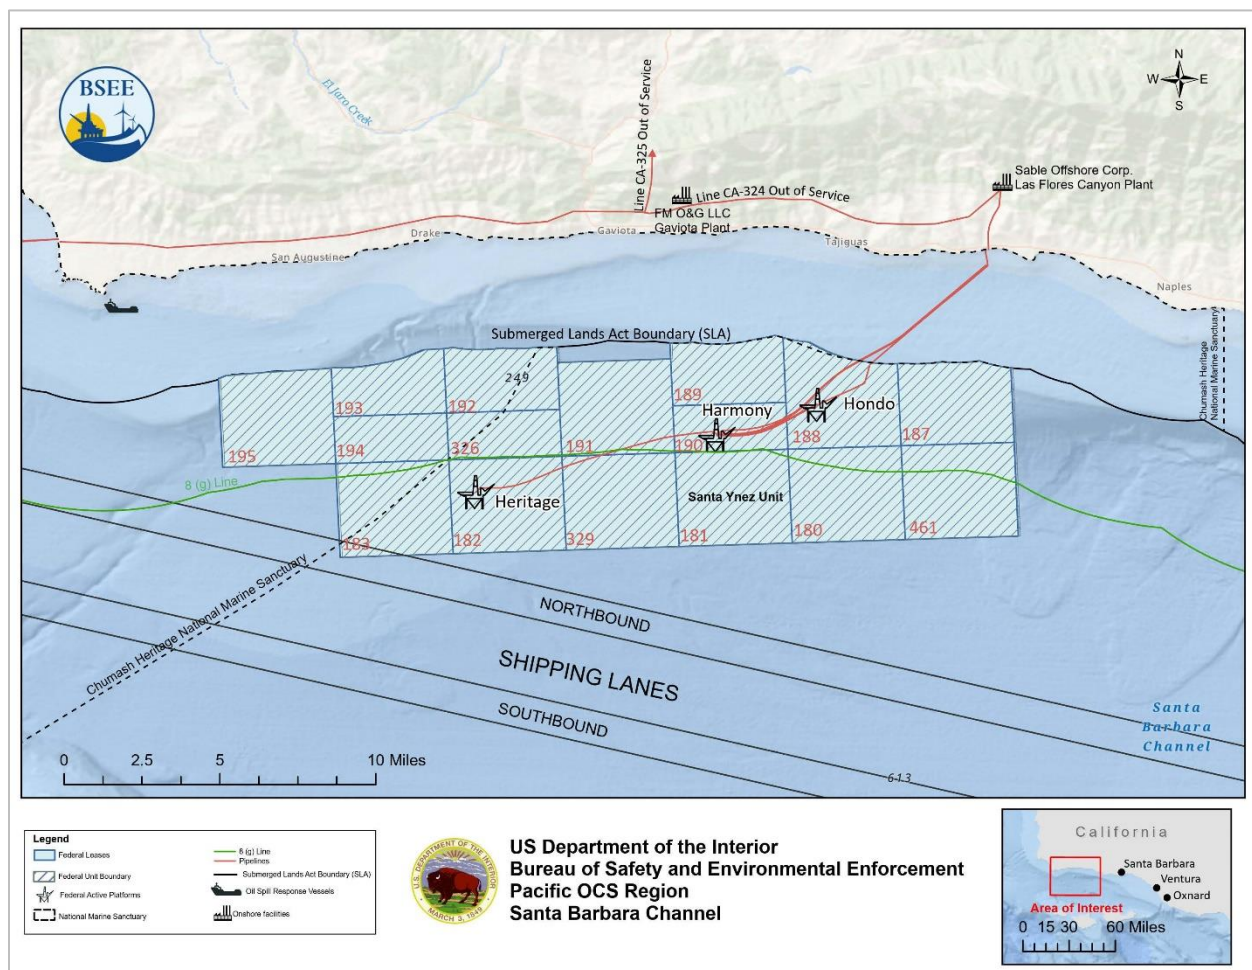 BSEE
El Jaro Creek
Line CA-325 Out of Service
N
W E
S
Sable Offshore Corp.
Las Flores Canyon Plant
Line CA-324 Out of Service
FM O&G LLC
Gaviota Plant
Drake
Gaviota
San Augustine
Tajiguas
Naples
Submerged Lands Act Boundary (SLA)
Chumash Heritage
National Marine Sanctuary
249
193
192
189
Harmony
Hondo
195
194
326
191
190
188
187
8 (g) Line
Heritage
Santa Ynez Unit
183
182
329
181
180
461
Chumash Heritage National Marine Sanctuary
NORTHBOUND
SHIPPING LANES
SOUTHBOUND
Santa
Barbara
Channel
613
0 2.5 5 10 Miles
Legend
Federal Leases
Federal Unit Boundary
Federal Active Platforms
National Marine Sanctuary
8 (g) Line
Pipelines
Submerged Lands Act Boundary (SLA)
Oil Spill Response Vessels
Onshore facilities
U.S. DEPARTMENT OF THE INTERIOR
MARCH 3, 1849
US Department of the Interior
Bureau of Safety and Environmental Enforcement
Pacific OCS Region
Santa Barbara Channel
California
Santa Barbara
Ventura
Oxnard
Area of Interest
0 15 30 60 Miles